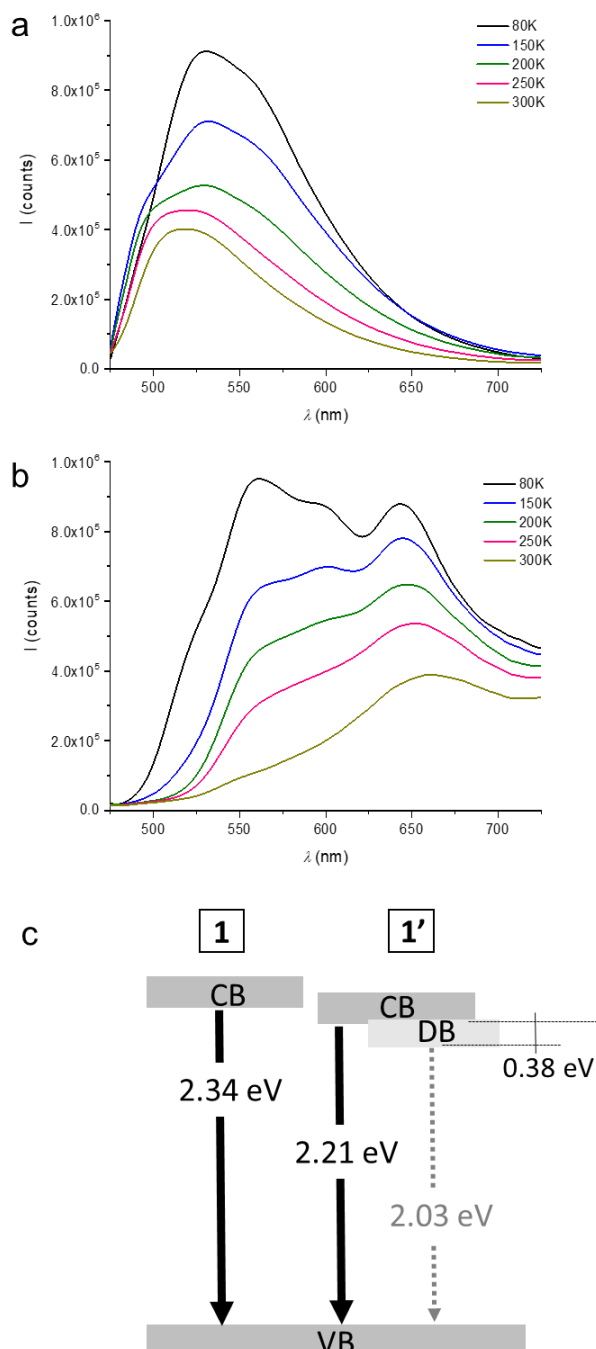 a
1.0x10⁶
8.0x10⁵
6.0x10⁵
4.0x10⁵
2.0x10⁵
0.0
I (counts)
80K
150K
200K
250K
300K
500 550 600 650 700
λ (nm)
b
1.0x10⁶
8.0x10⁵
6.0x10⁵
4.0x10⁵
2.0x10⁵
0.0
I (counts)
80K
150K
200K
250K
300K
500 550 600 650 700
λ (nm)
c
1 1'
CB
CB
DB
0.38 eV
2.34 eV
2.21 eV
2.03 eV
VB